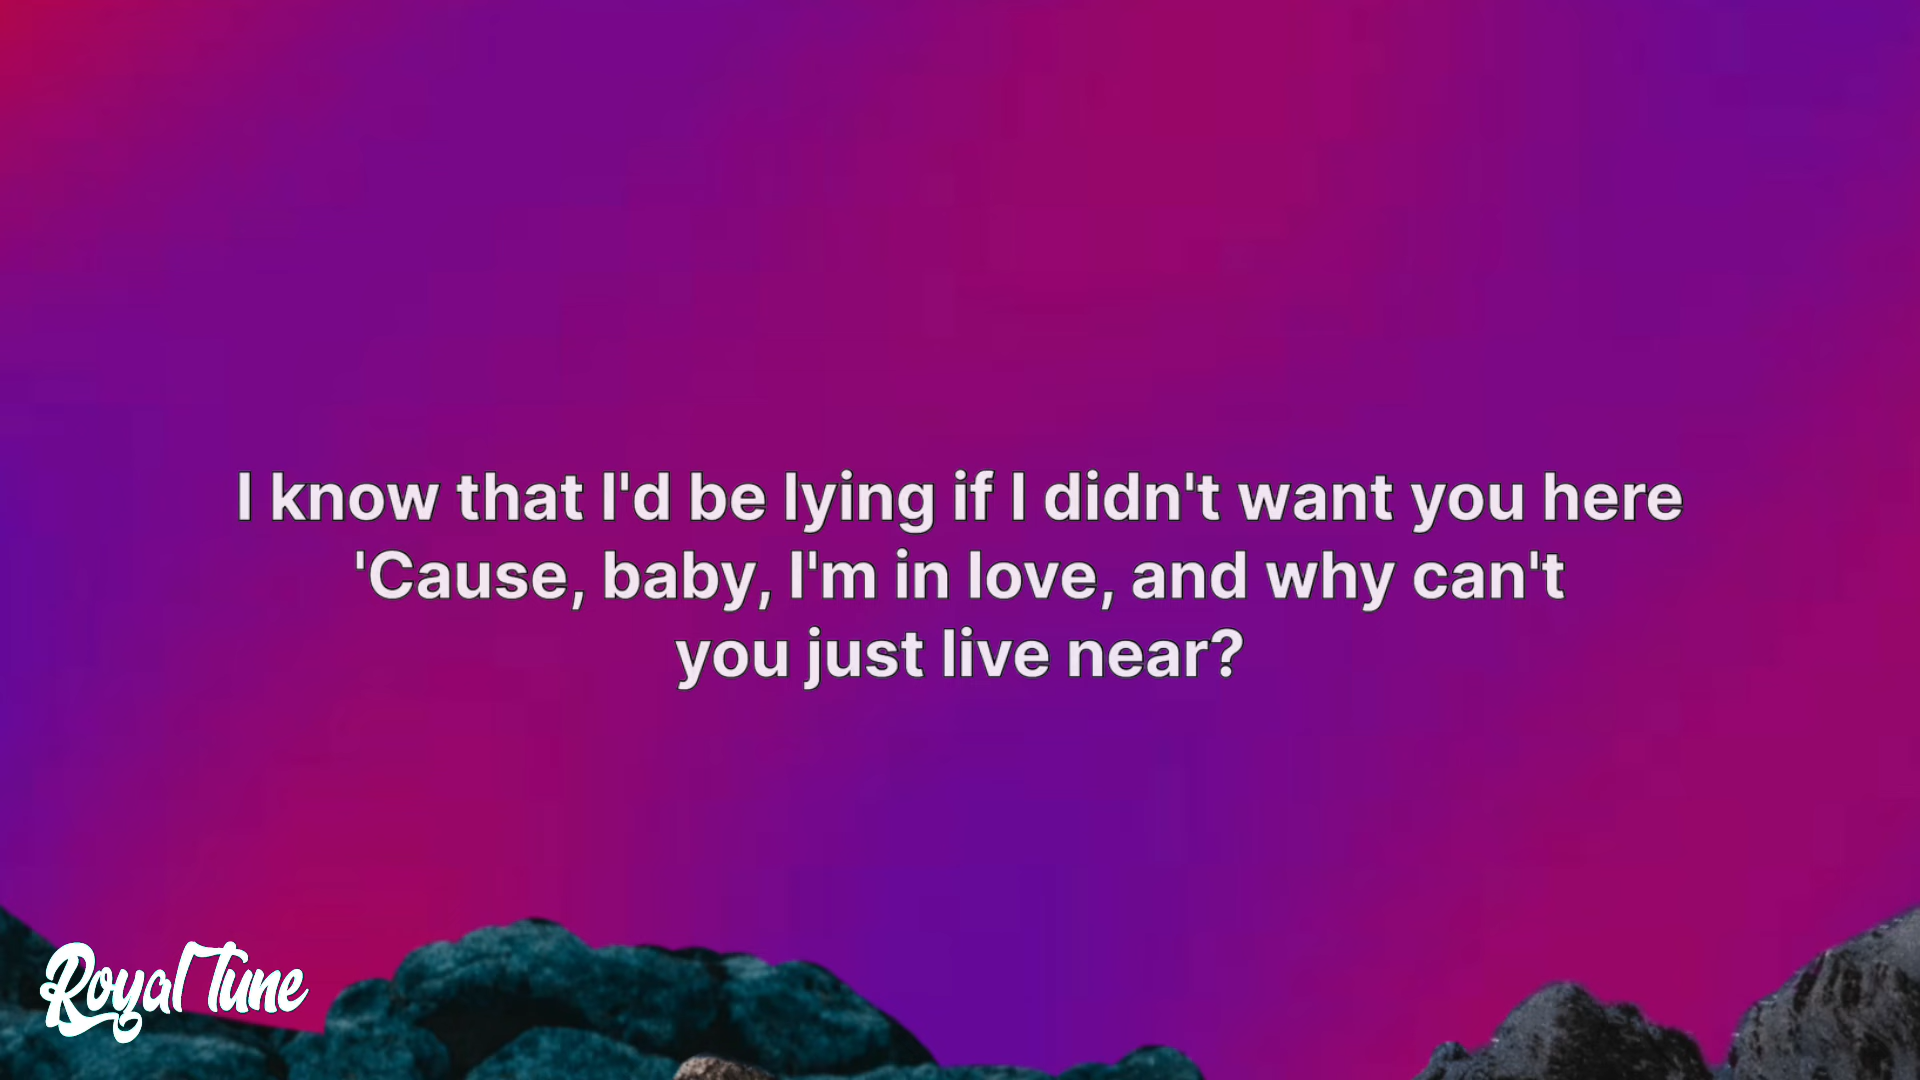 I know that I'd be lying if I didn't want you here
'Cause, baby, I'm in love, and why can't
you just live near?
Royal Tune